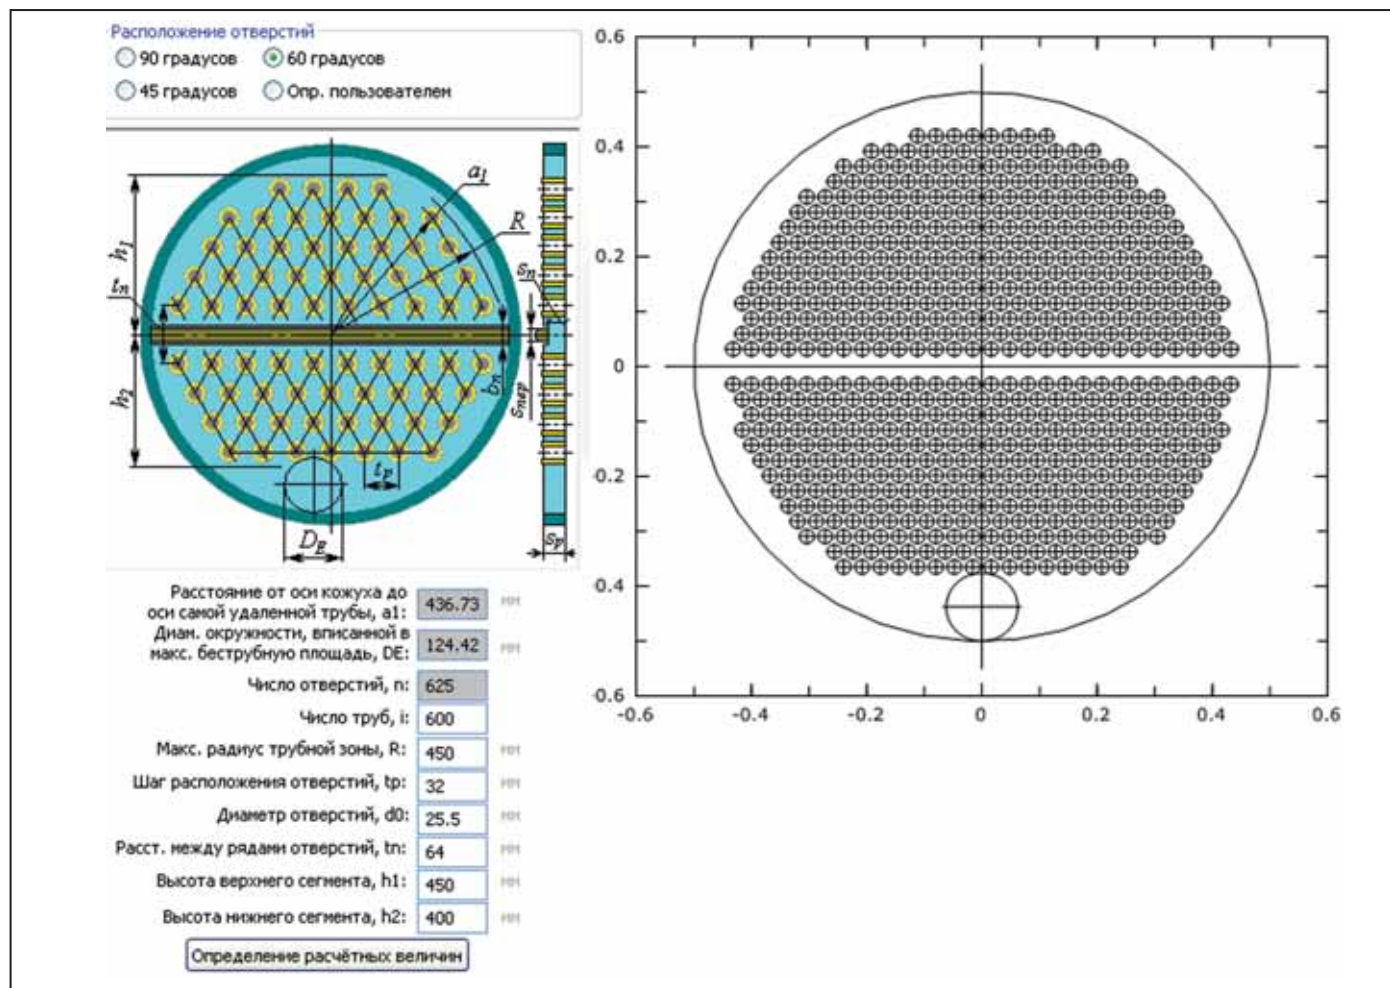 Расположение отверстий
90 градусов
60 градусов
45 градусов
Опр. пользователем
a1
R
h1
sn
tn
h2
bn
sпер
tp
DE
sp
Расстояние от оси кожуха до
оси самой удаленной трубы, a1:
436.73
мм
Диам. окружности, вписанной в
макс. беструбную площадь, DE:
124.42
мм
Число отверстий, n:
625
Число труб, i:
600
Макс. радиус трубной зоны, R:
450
мм
Шаг расположения отверстий, tp:
32
мм
Диаметр отверстий, d0:
25.5
мм
Расст. между рядами отверстий, tn:
64
мм
Высота верхнего сегмента, h1:
450
мм
Высота нижнего сегмента, h2:
400
мм
Определение расчётных величин
0.6
0.4
0.2
0
-0.2
-0.4
-0.6
-0.6
-0.4
-0.2
0
0.2
0.4
0.6